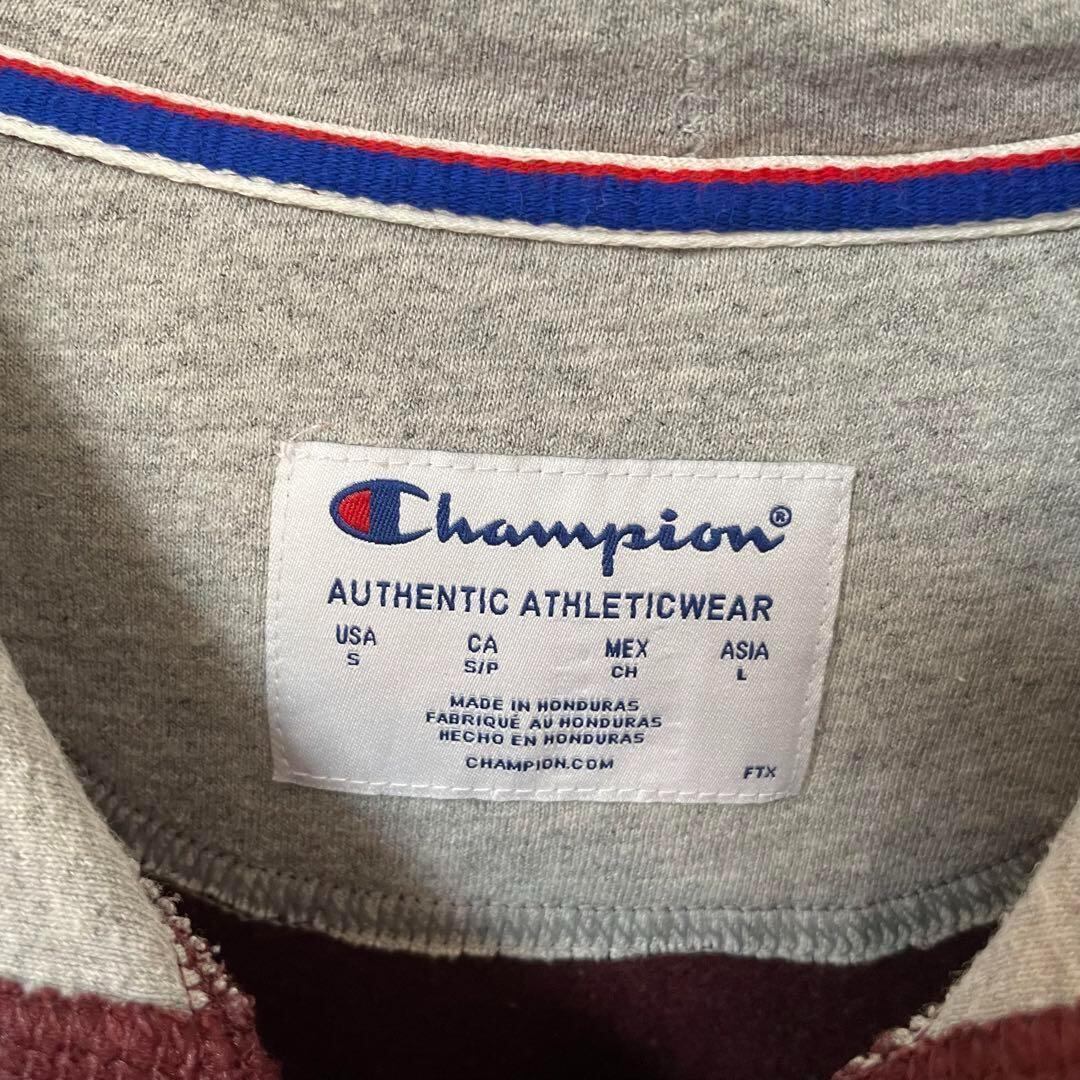 Champion®
AUTHENTIC ATHLETICWEAR
USA CA MEX ASIA
S S/P CH L
MADE IN HONDURAS
FABRIQUÉ AU HONDURAS
HECHO EN HONDURAS
CHAMPION.COM
FTX